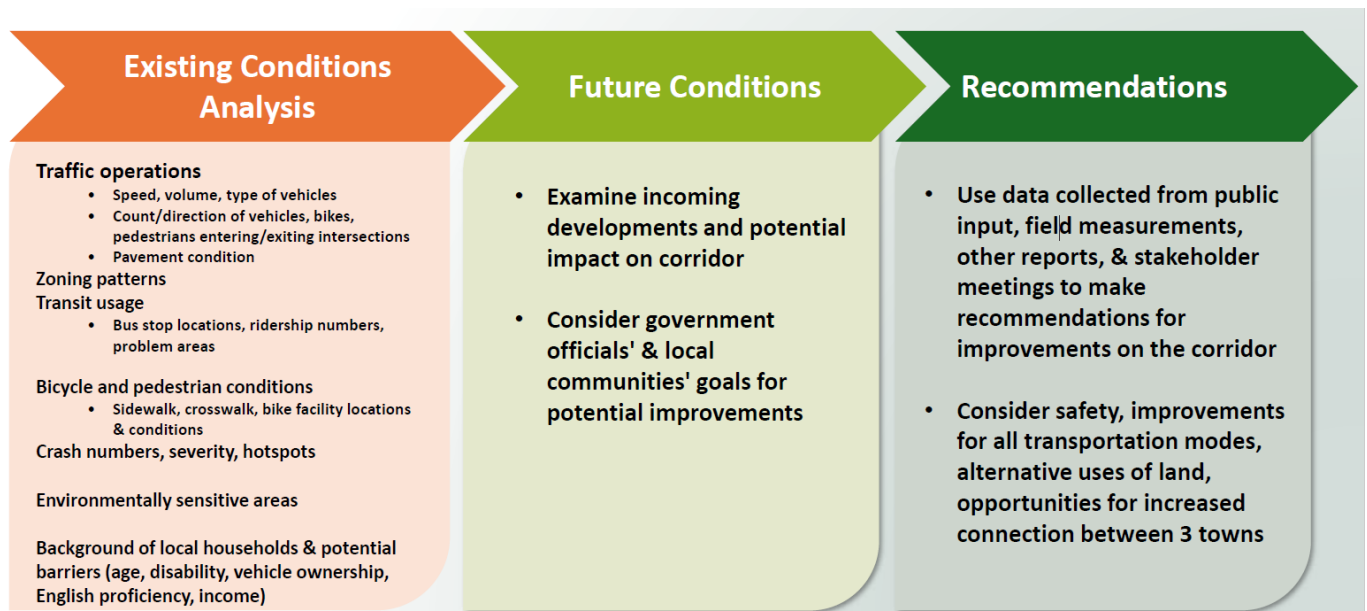 Existing Conditions
Analysis
Traffic operations
• Speed, volume, type of vehicles
• Count/direction of vehicles, bikes,
pedestrians entering/exiting intersections
• Pavement condition
Zoning patterns
Transit usage
• Bus stop locations, ridership numbers,
problem areas
Bicycle and pedestrian conditions
• Sidewalk, crosswalk, bike facility locations
& conditions
Crash numbers, severity, hotspots
Environmentally sensitive areas
Background of local households & potential
barriers (age, disability, vehicle ownership,
English proficiency, income)
Future Conditions
• Examine incoming
developments and potential
impact on corridor
• Consider government
officials' & local
communities' goals for
potential improvements
Recommendations
• Use data collected from public
input, field measurements,
other reports, & stakeholder
meetings to make
recommendations for
improvements on the corridor
• Consider safety, improvements
for all transportation modes,
alternative uses of land,
opportunities for increased
connection between 3 towns